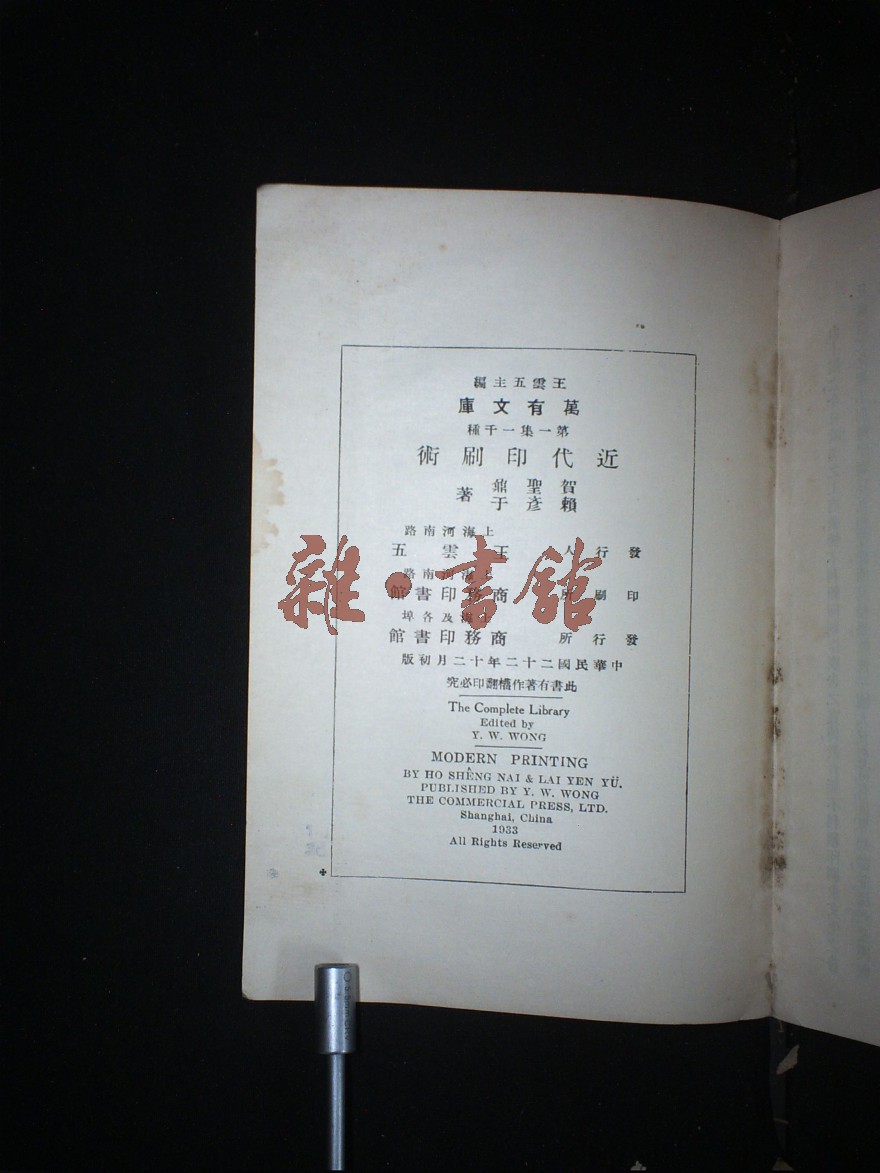 王雲五主編
萬有文庫
第一集一千種
近代印刷術
賀聖鼐
賴彥于
著
上海河南路
發行人 王雲五
上海河南路
印刷所 商務印書館
上海及各埠
發行所 商務印書館
中華民國二十二年十二月初版
此書有著作權翻印必究
The Complete Library
Edited by
Y. W. WONG
MODERN PRINTING
BY HO SHÊNG NAI & LAI YEN YÜ.
PUBLISHED BY Y. W. WONG
THE COMMERCIAL PRESS, LTD.
Shanghai, China
1933
All Rights Reserved
雜·書館